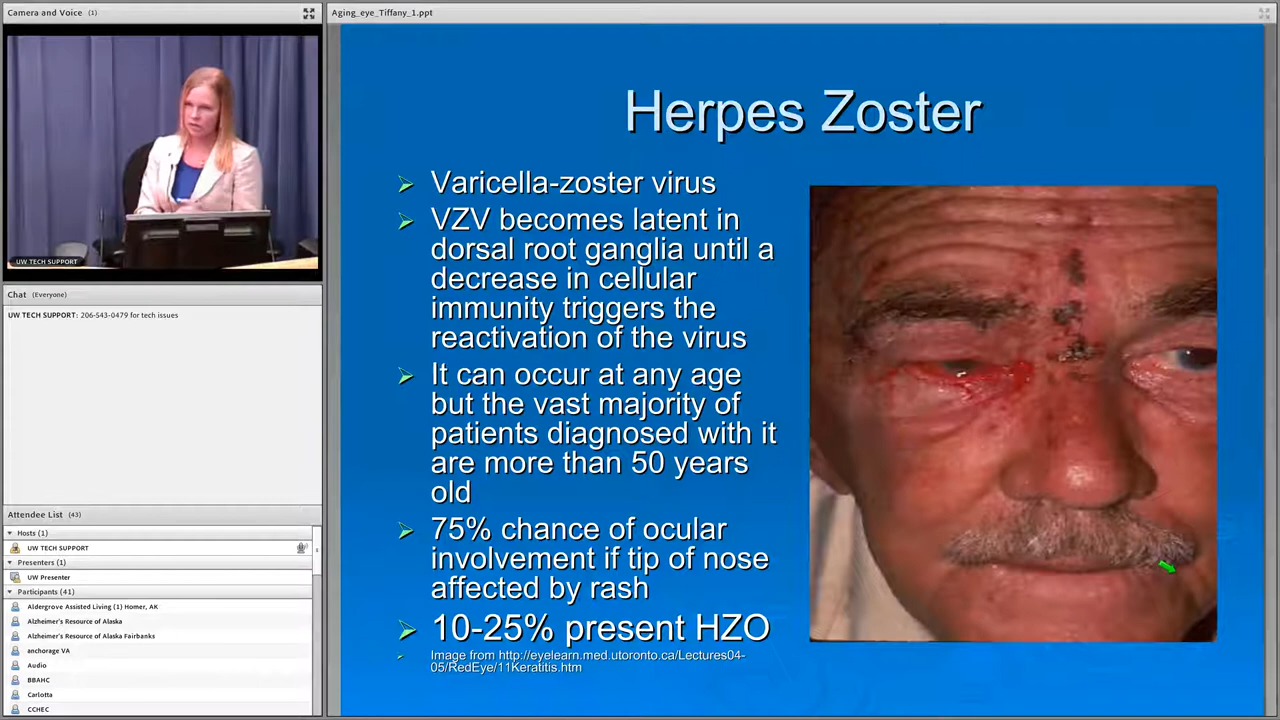 Camera and Voice (1)
UW TECH SUPPORT
Chat (Everyone)
UW TECH SUPPORT: 206-543-0479 for tech issues
Attendee List (43)
Hosts (1)
UW TECH SUPPORT
Presenters (1)
UW Presenter
Participants (41)
Aldergrove Assisted Living (1) Homer, AK
Alzheimer's Resource of Alaska
Alzheimer's Resource of Alaska Fairbanks
anchorage VA
Audio
BBAHC
Carlotta
CCHEC
Aging_eye_Tiffany_1.ppt
Herpes Zoster
Varicella-zoster virus
VZV becomes latent in
dorsal root ganglia until a
decrease in cellular
immunity triggers the
reactivation of the virus
It can occur at any age
but the vast majority of
patients diagnosed with it
are more than 50 years
old
75% chance of ocular
involvement if tip of nose
affected by rash
10-25% present HZO
Image from http://eyelearn.med.utoronto.ca/Lectures04-
05/RedEye/11Keratitis.htm